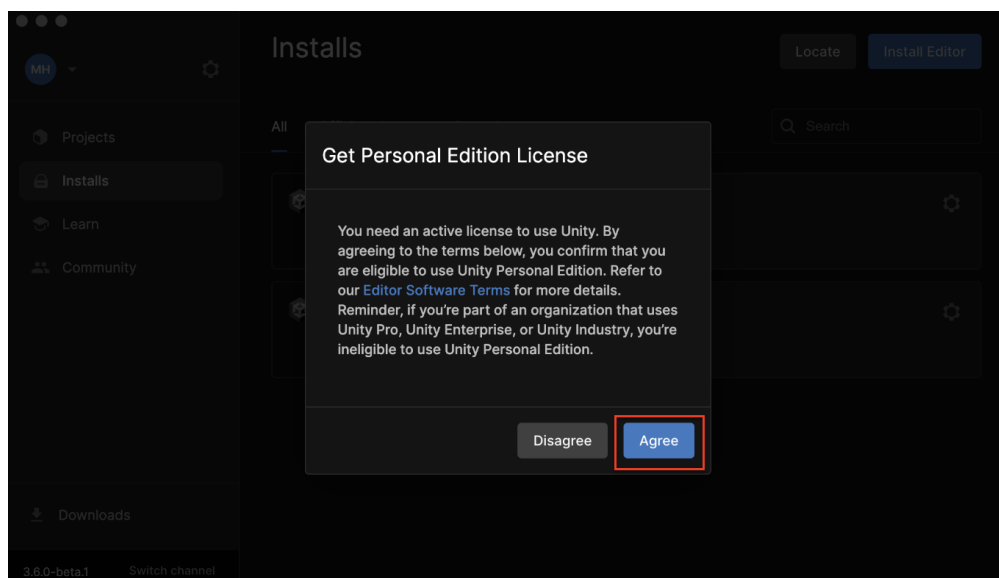 Installs
Locate
Install Editor
MH
Projects
Installs
Learn
Community
All
Search
Get Personal Edition License
You need an active license to use Unity. By
agreeing to the terms below, you confirm that you
are eligible to use Unity Personal Edition. Refer to
our Editor Software Terms for more details.
Reminder, if you’re part of an organization that uses
Unity Pro, Unity Enterprise, or Unity Industry, you’re
ineligible to use Unity Personal Edition.
Disagree
Agree
Downloads
3.6.0-beta.1
Switch channel